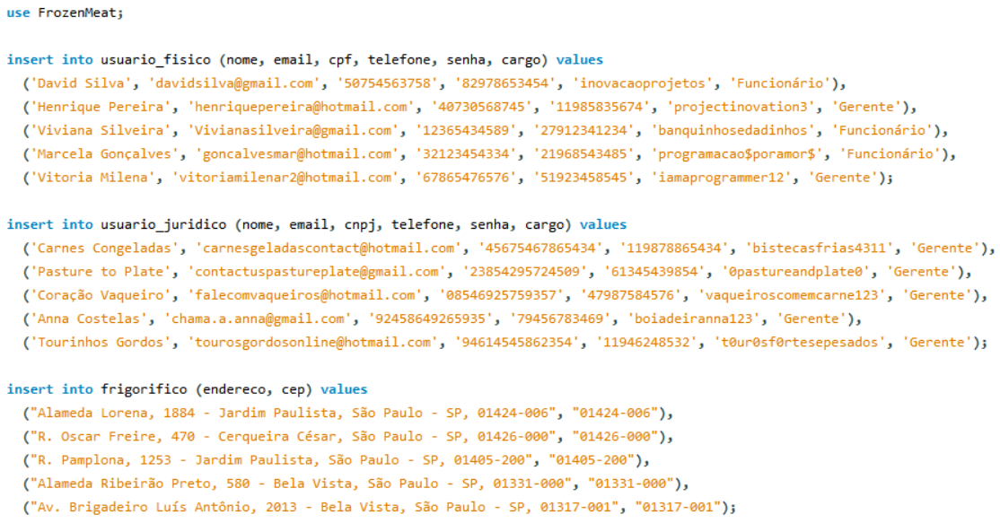 use FrozenMeat;
insert into usuario_fisico (nome, email, cpf, telefone, senha, cargo) values
('David Silva', 'davidsilva@gmail.com', '50754563758', '82978653454', 'inovacaoprojetos', 'Funcionário'),
('Henrique Pereira', 'henriquepereira@hotmail.com', '40730568745', '11985835674', 'projectinovation3', 'Gerente'),
('Viviana Silveira', 'Vivianasilveira@gmail.com', '12365434589', '27912341234', 'banquinhosedadinhos', 'Funcionário'),
('Marcela Gonçalves', 'goncalvesmar@hotmail.com', '32123454334', '21968543485', 'programacao$poramor$', 'Funcionário'),
('Vitoria Milena', 'vitoriamilenar2@hotmail.com', '67865476576', '51923458545', 'iamaprogrammer12', 'Gerente');
insert into usuario_juridico (nome, email, cnpj, telefone, senha, cargo) values
('Carnes Congeladas', 'carnesgeladascontact@hotmail.com', '45675467865434', '119878865434', 'bistecasfrias4311', 'Gerente'),
('Pasture to Plate', 'contactuspastureplate@gmail.com', '23854295724509', '61345439854', '0pastureandplate0', 'Gerente'),
('Coração Vaqueiro', 'falecomvaqueiros@hotmail.com', '08546925759357', '47987584576', 'vaqueiroscomemcarne123', 'Gerente'),
('Anna Costelas', 'chama.a.anna@gmail.com', '92458649265935', '79456783469', 'boiadeiranna123', 'Gerente'),
('Tourinhos Gordos', 'tourosgordosonline@hotmail.com', '94614545862354', '11946248532', 't0ur0sf0rtesepesados', 'Gerente');
insert into frigorifico (endereco, cep) values
("Alameda Lorena, 1884 - Jardim Paulista, São Paulo - SP, 01424-006", "01424-006"),
("R. Oscar Freire, 470 - Cerqueira César, São Paulo - SP, 01426-000", "01426-000"),
("R. Pamplona, 1253 - Jardim Paulista, São Paulo - SP, 01405-200", "01405-200"),
("Alameda Ribeirão Preto, 580 - Bela Vista, São Paulo - SP, 01331-000", "01331-000"),
("Av. Brigadeiro Luís Antônio, 2013 - Bela Vista, São Paulo - SP, 01317-001", "01317-001");